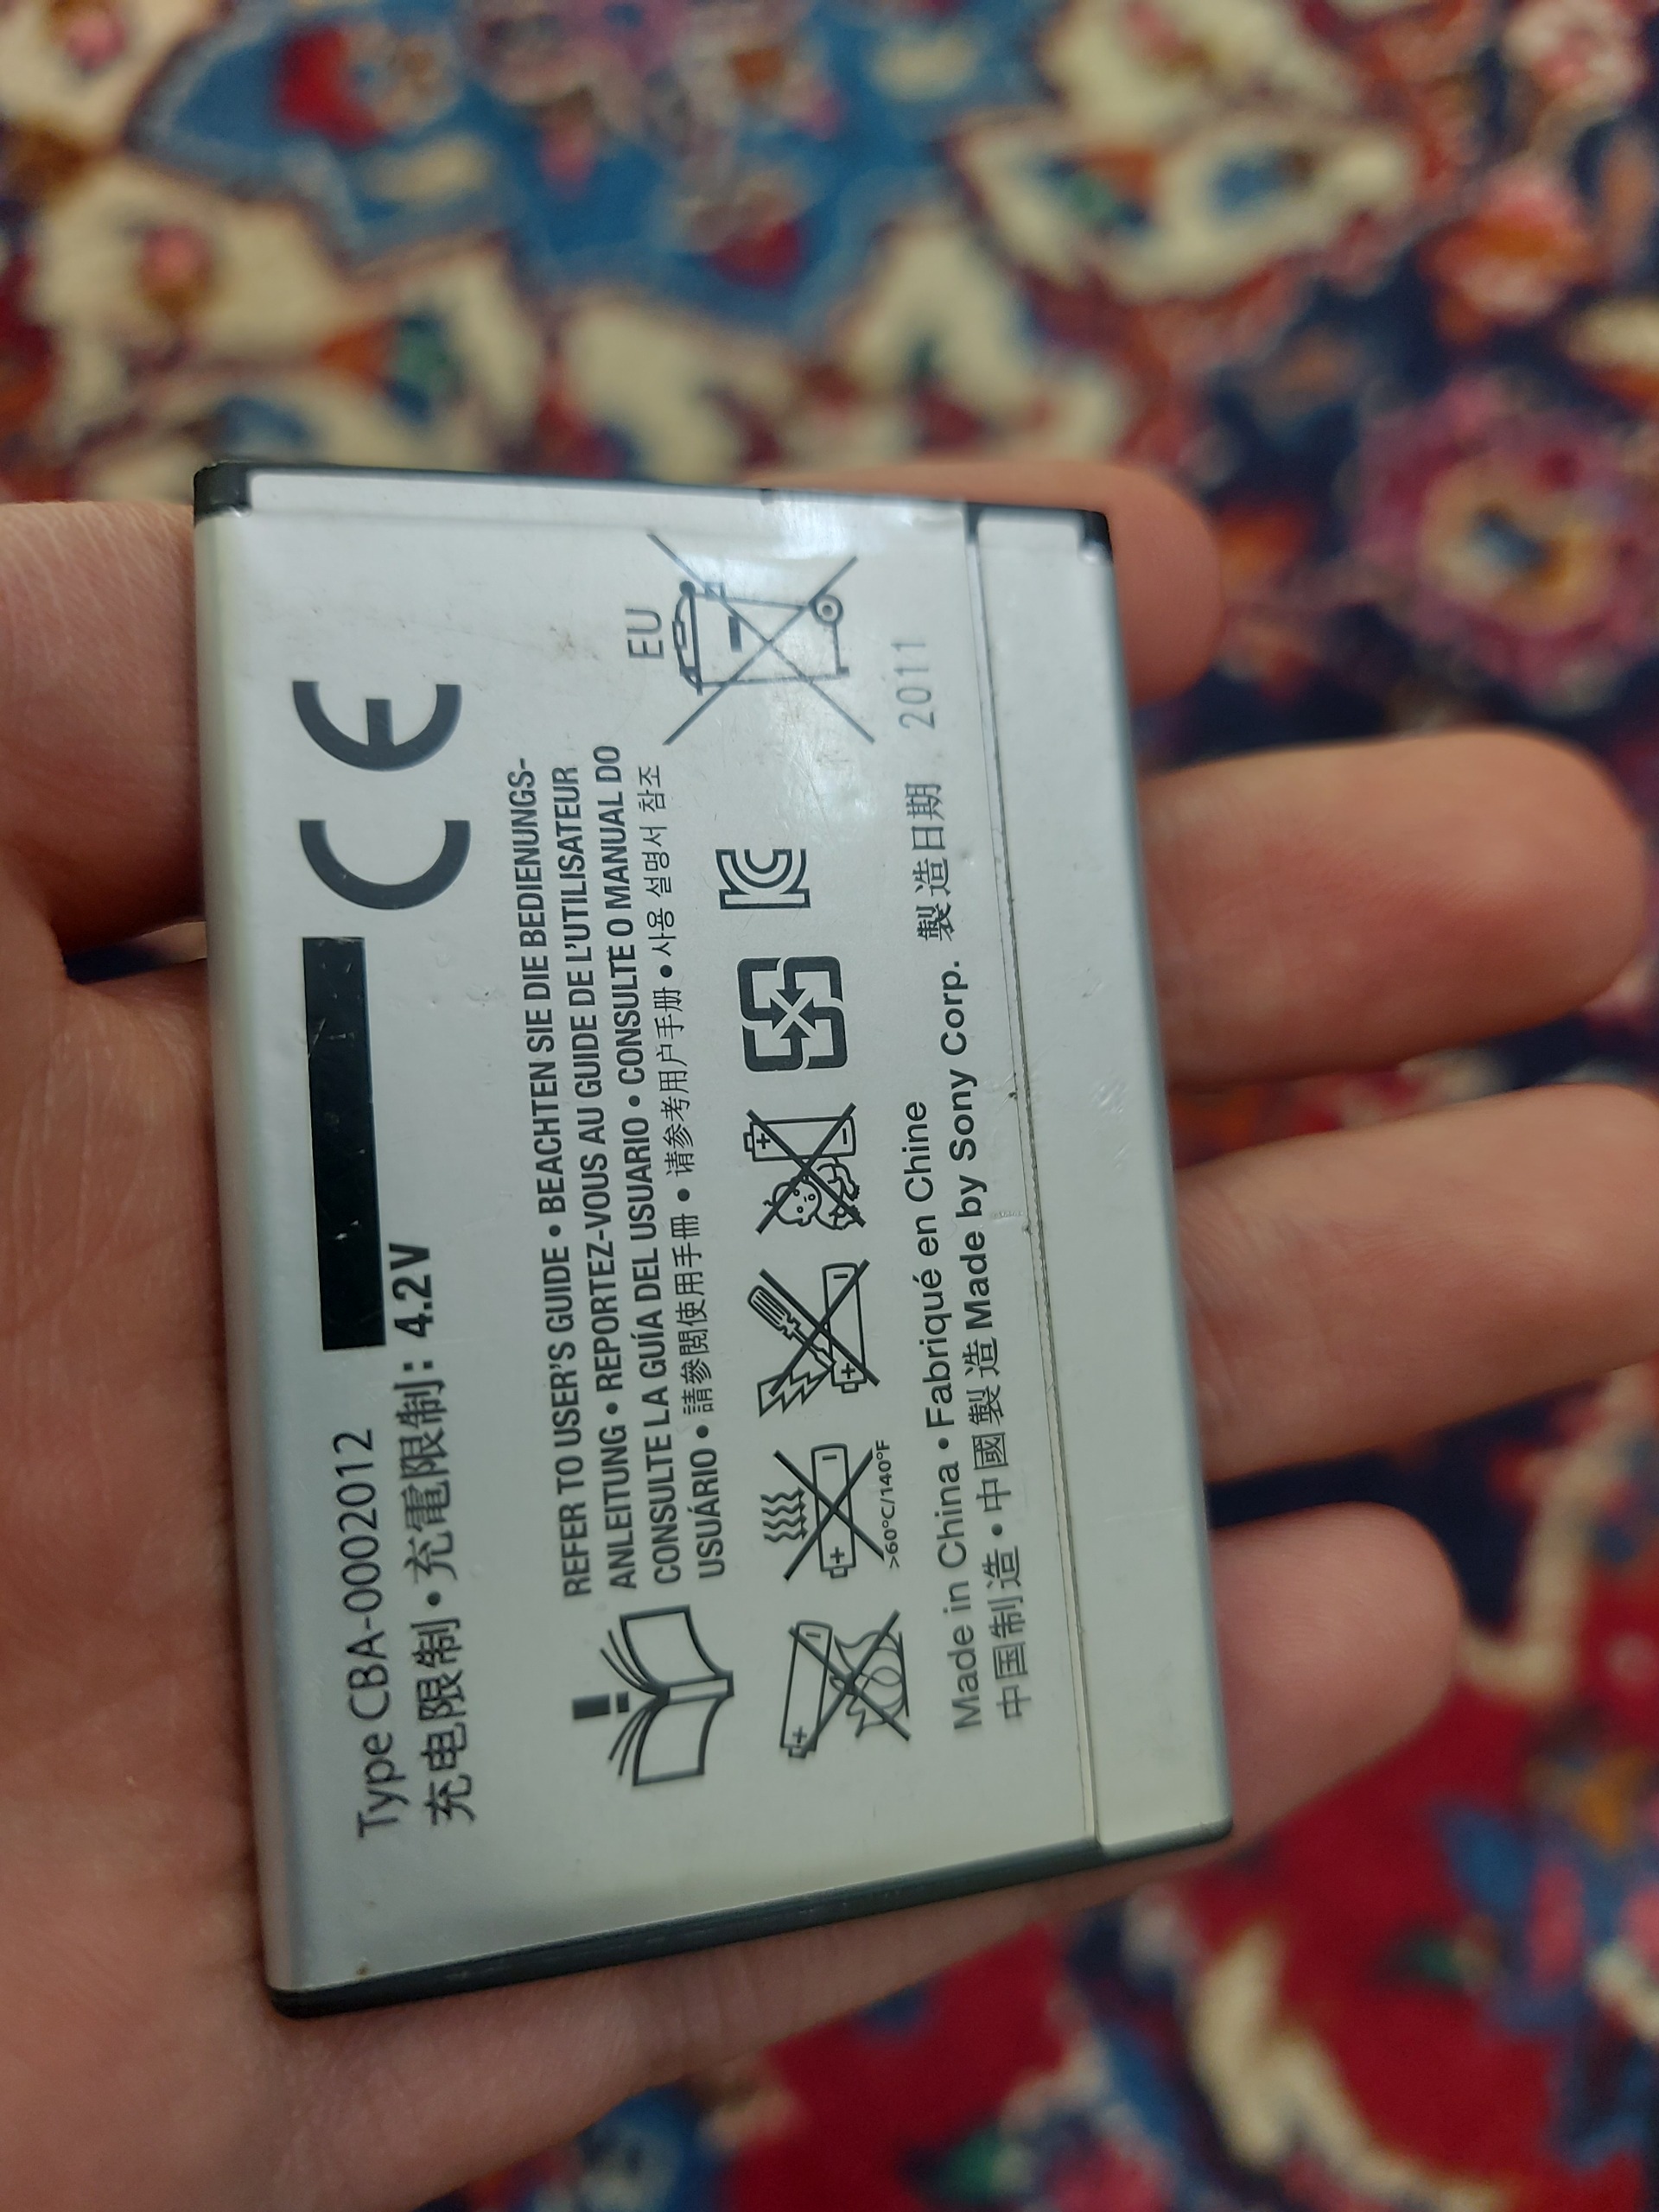 Type CBA-0002012
充电限制•充電限制: 4.2V
CE
REFER TO USER'S GUIDE • BEACHTEN SIE DIE BEDIENUNGS-
ANLEITUNG • REPORTEZ-VOUS AU GUIDE DE L'UTILISATEUR
CONSULTE LA GUÍA DEL USUARIO • CONSULTE O MANUAL DO
USUÁRIO • 請參閱使用手冊 • 请参考用户手册 • 사용 설명서 참조
EU
>60°C/140°F
Made in China • Fabriqué en Chine
中国制造 • 中國製造 Made by Sony Corp. 製造日期 2011